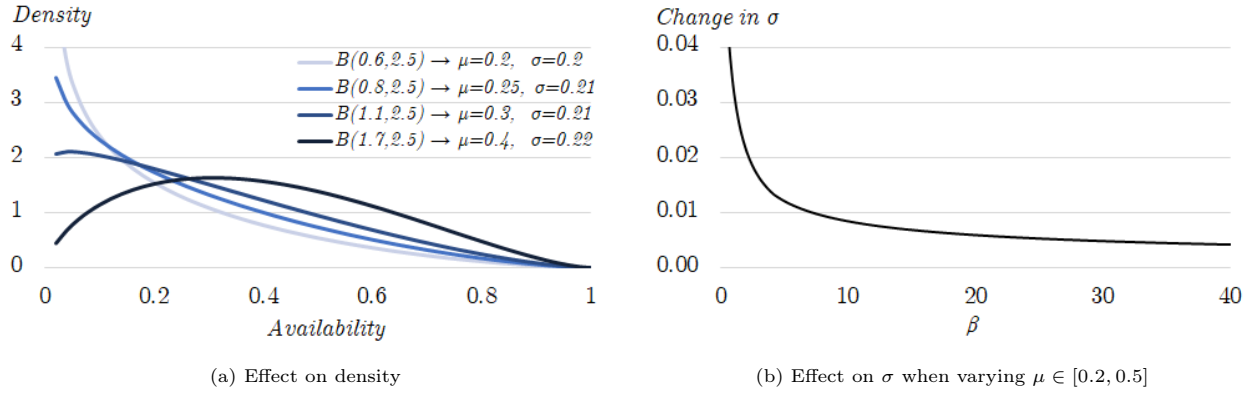 Density
4
3
2
1
0
B(0.6,2.5) → μ=0.2, σ=0.2
B(0.8,2.5) → μ=0.25, σ=0.21
B(1.1,2.5) → μ=0.3, σ=0.21
B(1.7,2.5) → μ=0.4, σ=0.22
0 0.2 0.4 0.6 0.8 1
Availability
(a) Effect on density
Change in σ
0.04
0.03
0.02
0.01
0.00
0 10 20 30 40
β
(b) Effect on σ when varying μ ∈ [0.2, 0.5]